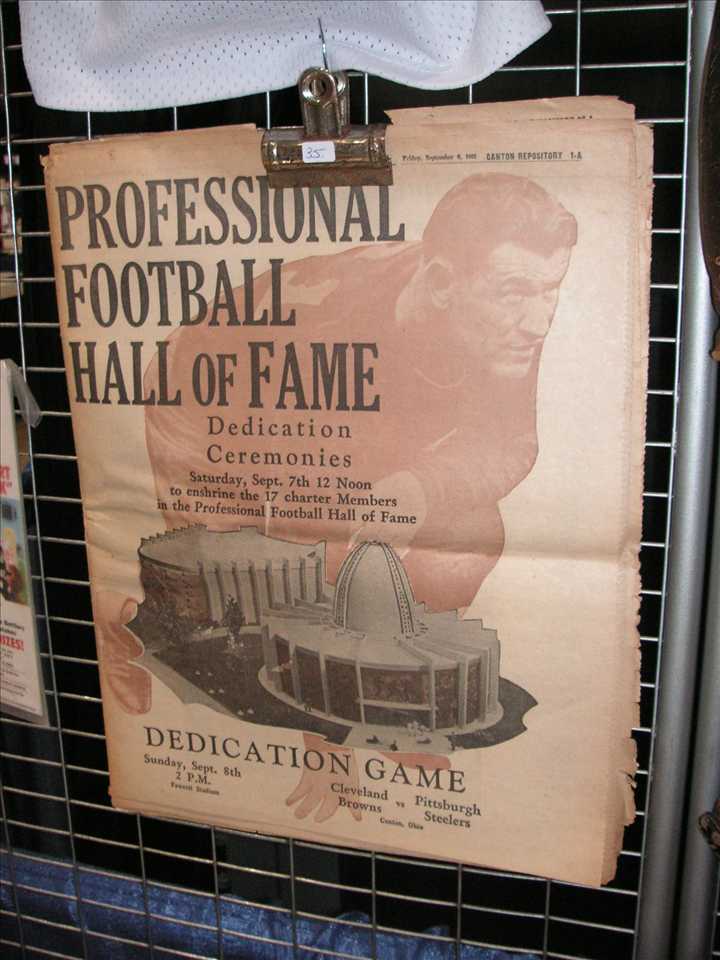 35.
Friday, September 6, 1963 CANTON REPOSITORY 1-A
PROFESSIONAL
FOOTBALL
HALL OF FAME
Dedication
Ceremonies
Saturday, Sept. 7th 12 Noon
to enshrine the 17 charter Members
in the Professional Football Hall of Fame
DEDICATION GAME
Sunday, Sept. 8th
2 P.M.
Fawcett Stadium
Cleveland vs Pittsburgh
Browns Steelers
Canton, Ohio